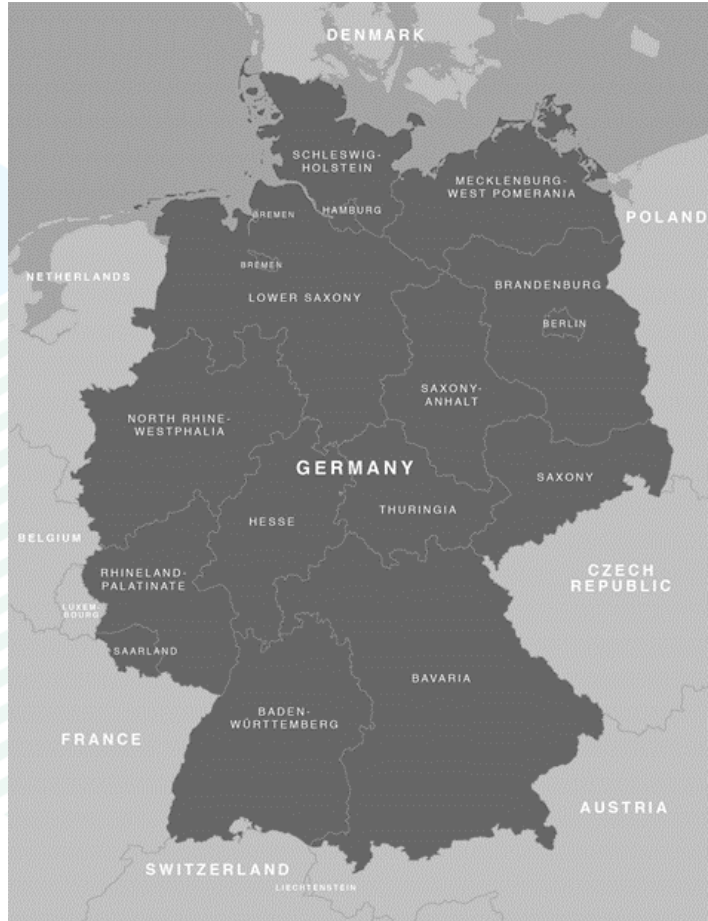 DENMARK
SCHLESWIG-
HOLSTEIN
MECKLENBURG-
WEST POMERANIA
BREMEN
HAMBURG
POLAND
BREMEN
NETHERLANDS
BRANDENBURG
LOWER SAXONY
BERLIN
SAXONY-
ANHALT
NORTH RHINE-
WESTPHALIA
GERMANY
SAXONY
HESSE
THURINGIA
BELGIUM
RHINELAND-
PALATINATE
CZECH
REPUBLIC
LUXEM-
BOURG
SAARLAND
BAVARIA
BADEN-
WÜRTTEMBERG
FRANCE
AUSTRIA
SWITZERLAND
LIECHTENSTEIN